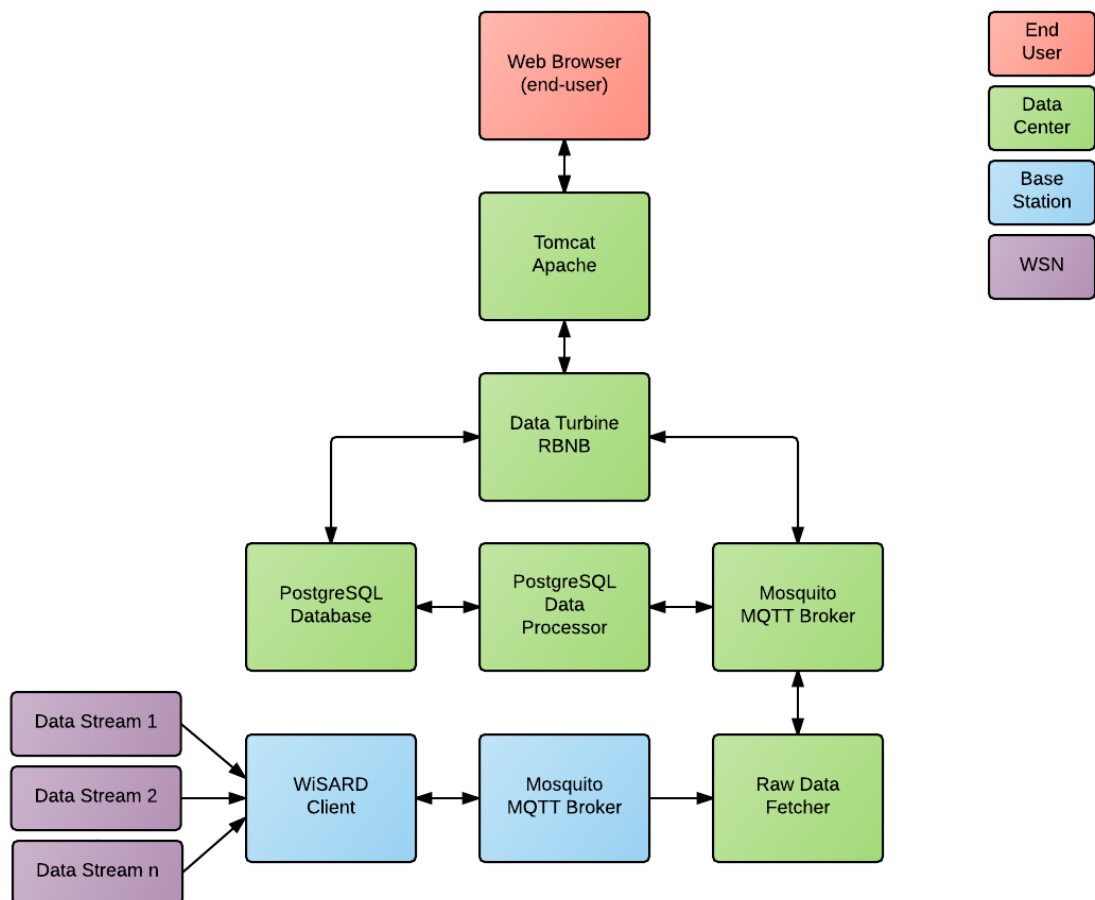 Web Browser
(end-user)
End
User
Data
Center
Base
Station
WSN
Tomcat
Apache
Data Turbine
RBNB
PostgreSQL
Database
PostgreSQL
Data
Processor
Mosquito
MQTT Broker
Data Stream 1
Data Stream 2
Data Stream n
WiSARD
Client
Mosquito
MQTT Broker
Raw Data
Fetcher